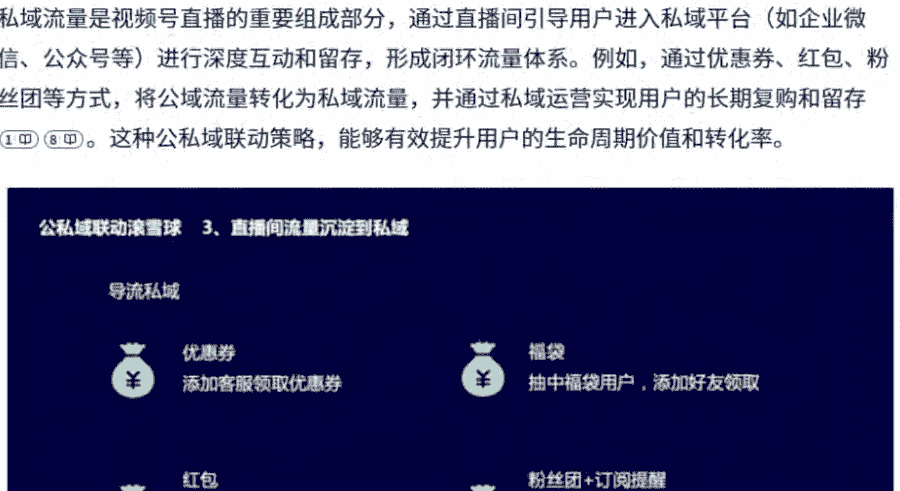 私域流量是视频号直播的重要组成部分，通过直播间引导用户进入私域平台（如企业微
信、公众号等）进行深度互动和留存，形成闭环流量体系。例如，通过优惠券、红包、粉
丝团等方式，将公域流量转化为私域流量，并通过私域运营实现用户的长期复购和留存
1 8 。这种公私域联动策略，能够有效提升用户的生命周期价值和转化率。
公私域联动滚雪球 3、直播间流量沉淀到私域
导流私域
优惠券
添加客服领取优惠券
福袋
抽中福袋用户，添加好友领取
红包
粉丝团+订阅提醒